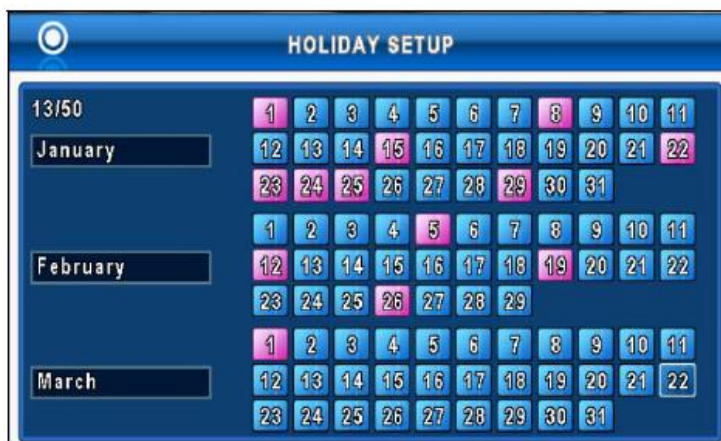 HOLIDAY SETUP
13/50
1 2 3 4 5 6 7 8 9 10 11
January 12 13 14 15 16 17 18 19 20 21 22
23 24 25 26 27 28 29 30 31
1 2 3 4 5 6 7 8 9 10 11
February 12 13 14 15 16 17 18 19 20 21 22
23 24 25 26 27 28 29
1 2 3 4 5 6 7 8 9 10 11
March 12 13 14 15 16 17 18 19 20 21 22
23 24 25 26 27 28 29 30 31